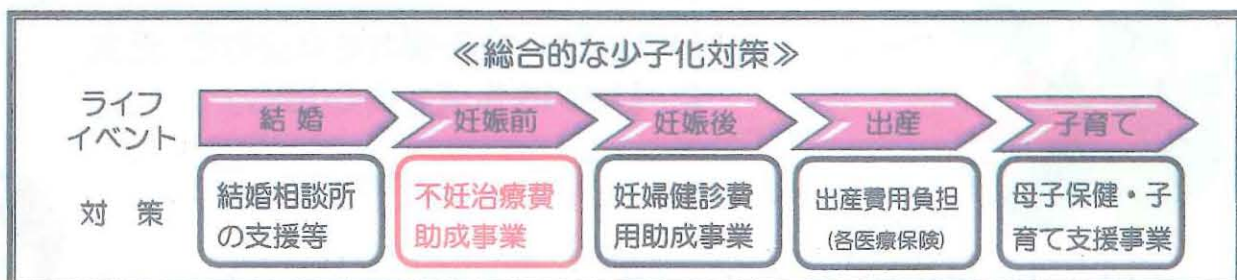 ≪総合的な少子化対策≫
ライフ
イベント
結婚
妊娠前
妊娠後
出産
子育て
対策
結婚相談所
の支援等
不妊治療費
助成事業
妊婦健診費
用助成事業
出産費用負担
(各医療保険)
母子保健・子
育て支援事業